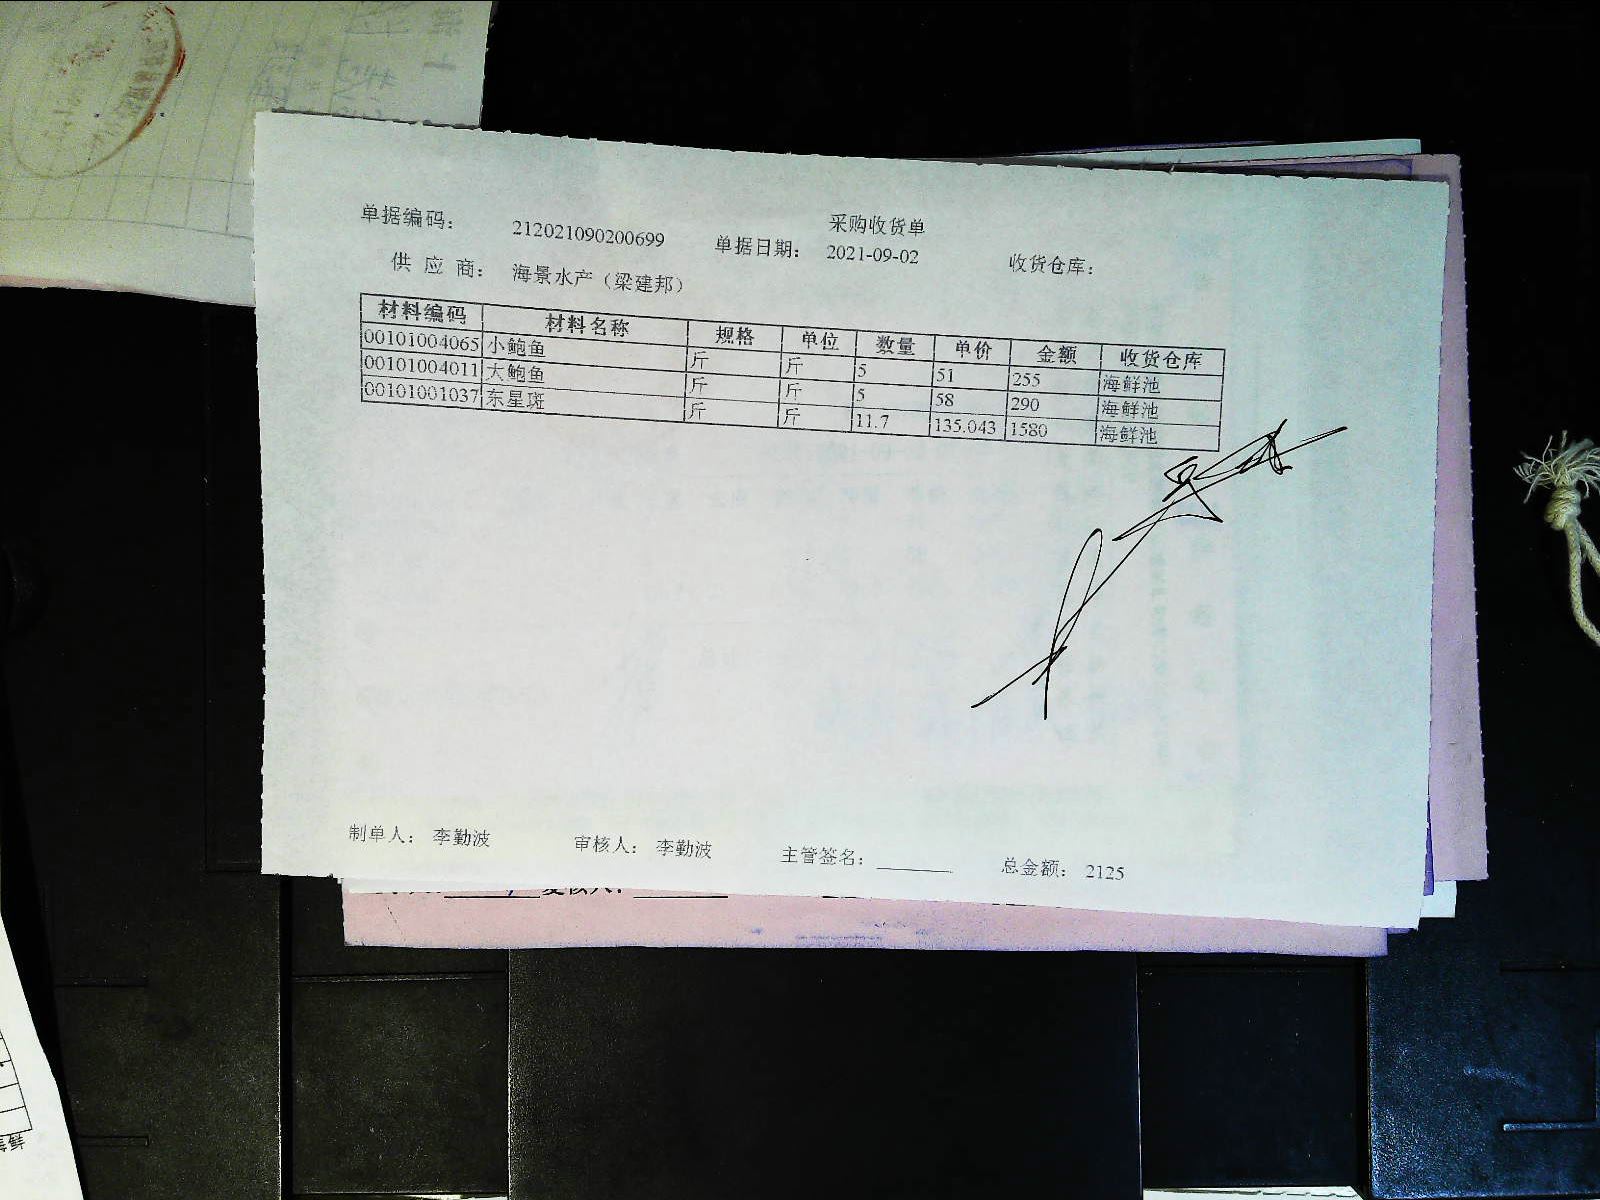 采购收货单
单据编码： 212021090200699 单据日期： 2021-09-02 收货仓库：
供 应 商： 海景水产（梁建邦）
材料编码 材料名称 规格 单位 数量 单价 金额 收货仓库
00101004065 小鲍鱼 斤 斤 5 51 255 海鲜池
00101004011 大鲍鱼 斤 斤 5 58 290 海鲜池
00101001037 东星斑 斤 斤 11.7 135.043 1580 海鲜池
制单人： 李勤波 审核人： 李勤波 主管签名： 总金额： 2125